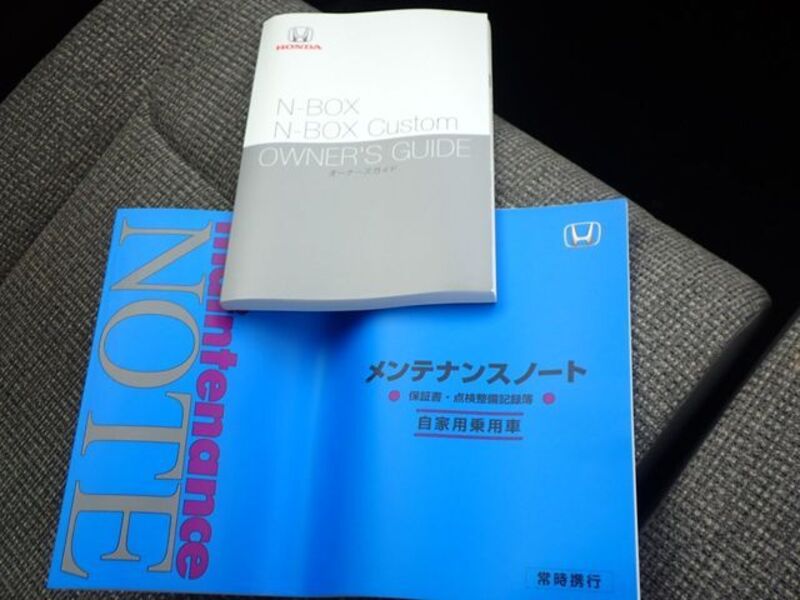 HONDA
N-BOX
N-BOX Custom
OWNER'S GUIDE
オーナーズガイド
maintenance
NOTE
メンテナンスノート
保証書・点検整備記録簿
自家用乗用車
常時携行